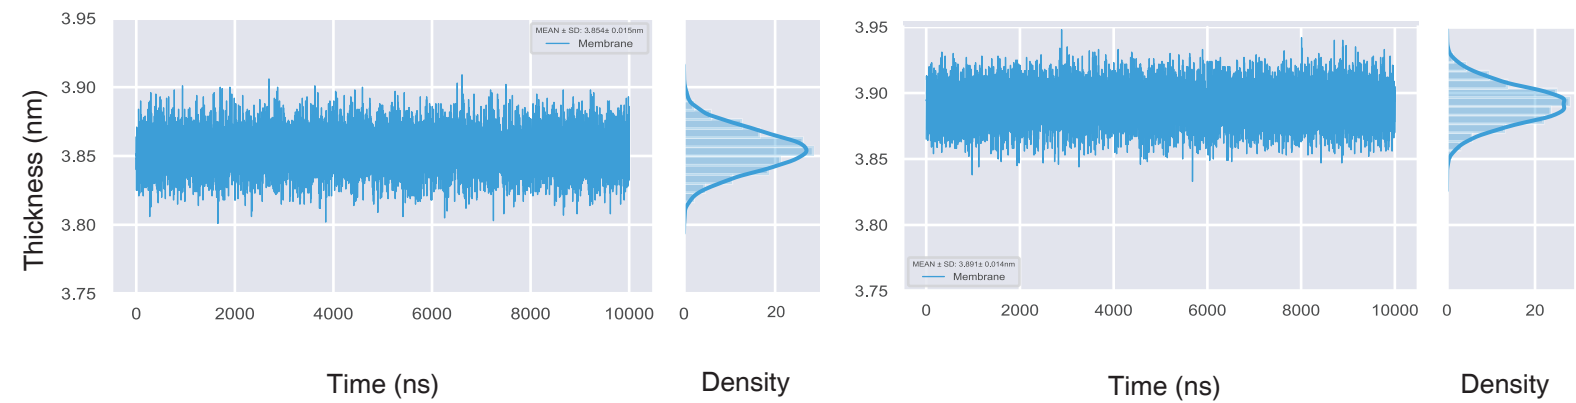 Thickness (nm)
3.95
3.90
3.85
3.80
3.75
MEAN ± SD: 3.854± 0.015nm
Membrane
0
2000
4000
6000
8000
10000
Time (ns)
0
20
Density
3.95
3.90
3.85
3.80
3.75
MEAN ± SD: 3.891± 0.014nm
Membrane
0
2000
4000
6000
8000
10000
Time (ns)
0
20
Density